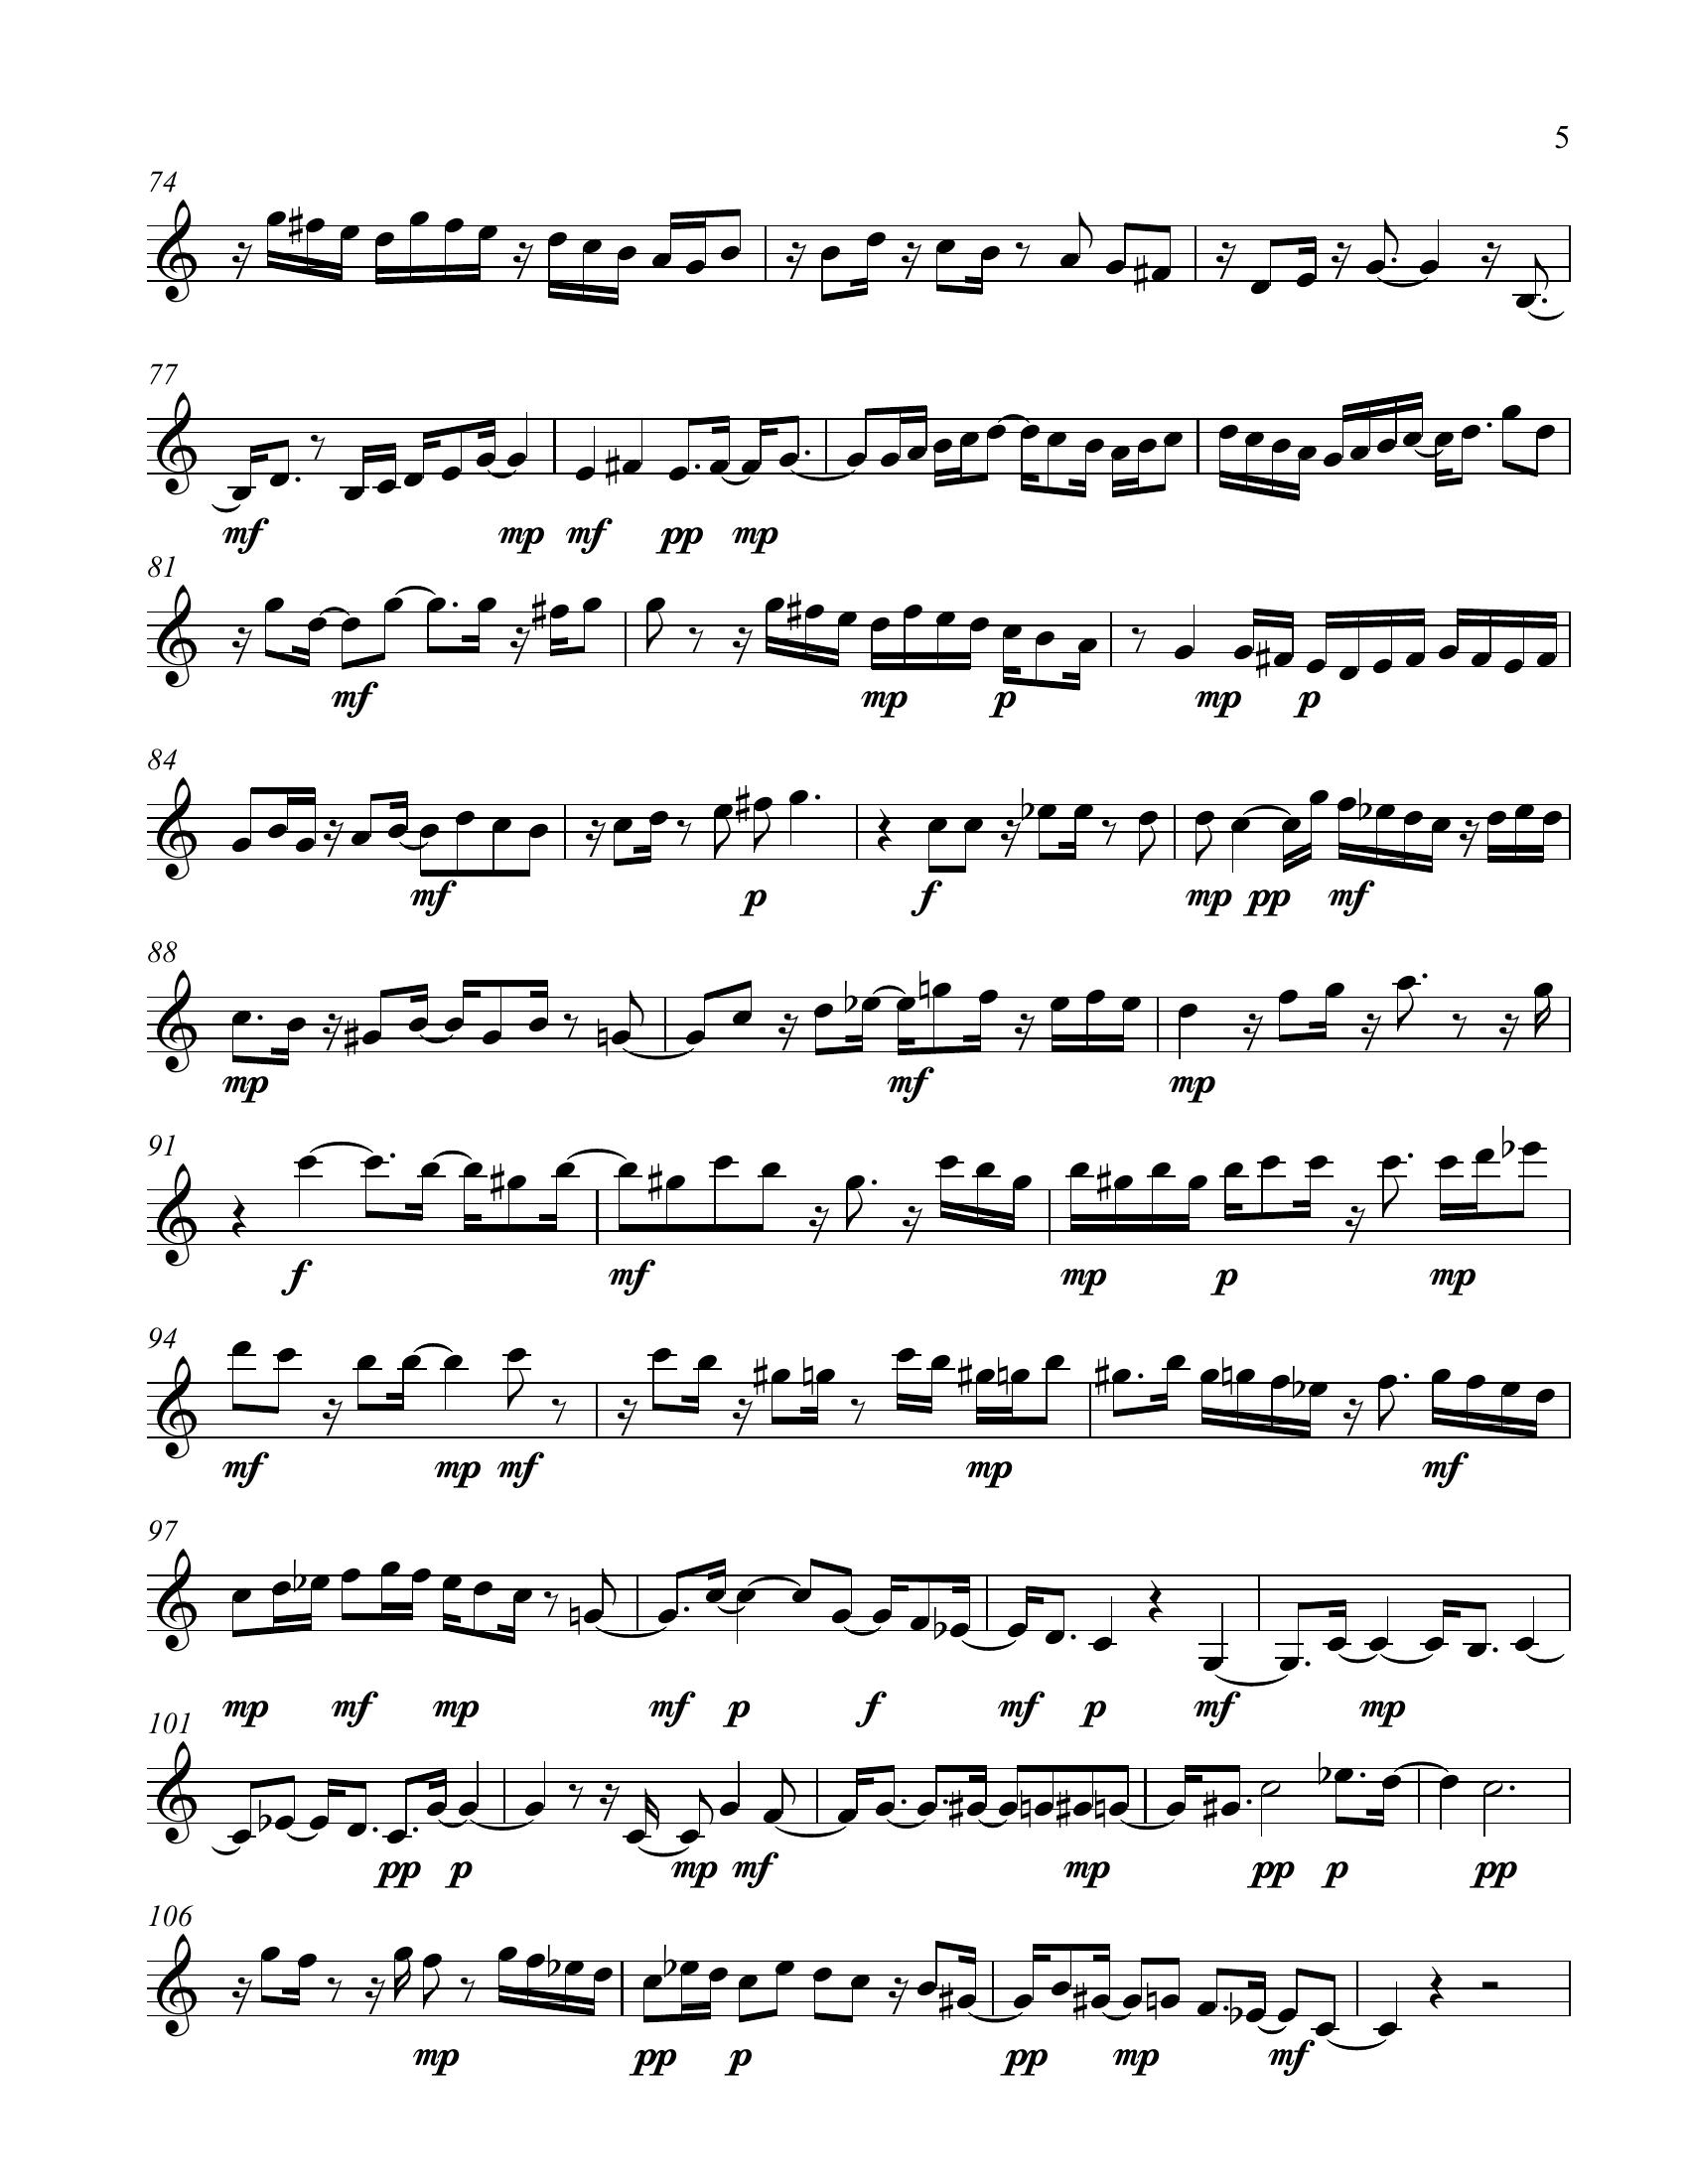 5
74
77
mf mp mf pp mp
81
mf mp p mp p
84
mf p f mp pp mf
88
mp mf mp
91
f mf mp p mp
94
mf mp mf mp mf
97
mp mf mp mf p f mf p mf mp
101
pp p mp mf mp pp p pp
106
mp pp p pp mp mf